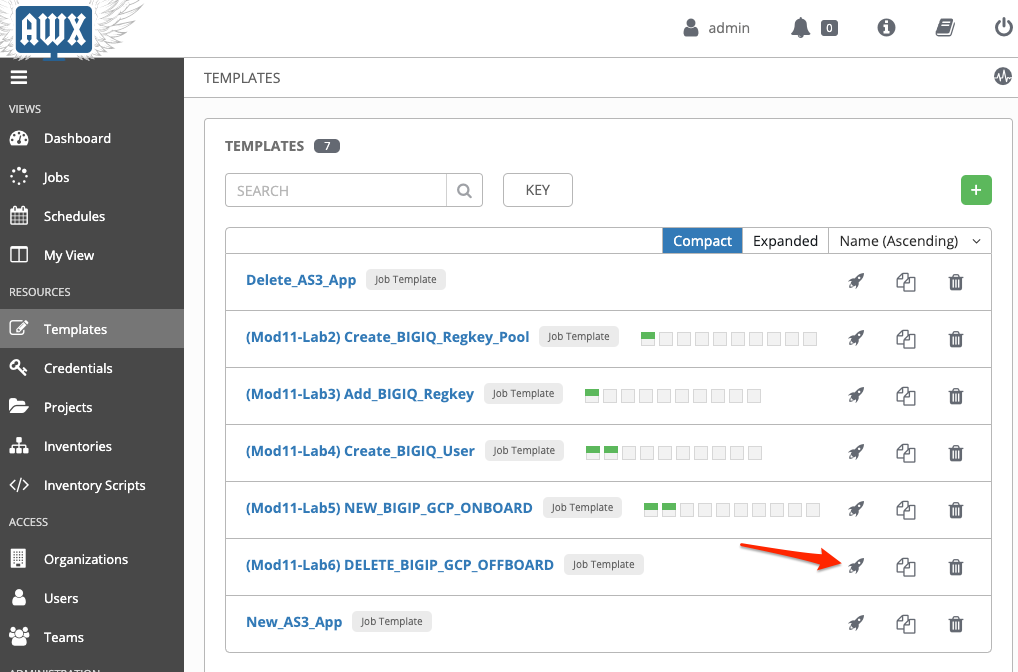 AWX
admin
0
TEMPLATES
VIEWS
Dashboard
Jobs
Schedules
My View
RESOURCES
Templates
Credentials
Projects
Inventories
Inventory Scripts
ACCESS
Organizations
Users
Teams
ADMINISTRATION
TEMPLATES 7
SEARCH
KEY
+
Compact Expanded Name (Ascending)
Delete_AS3_App Job Template
(Mod11-Lab2) Create_BIGIQ_Regkey_Pool Job Template
(Mod11-Lab3) Add_BIGIQ_Regkey Job Template
(Mod11-Lab4) Create_BIGIQ_User Job Template
(Mod11-Lab5) NEW_BIGIP_GCP_ONBOARD Job Template
(Mod11-Lab6) DELETE_BIGIP_GCP_OFFBOARD Job Template
New_AS3_App Job Template